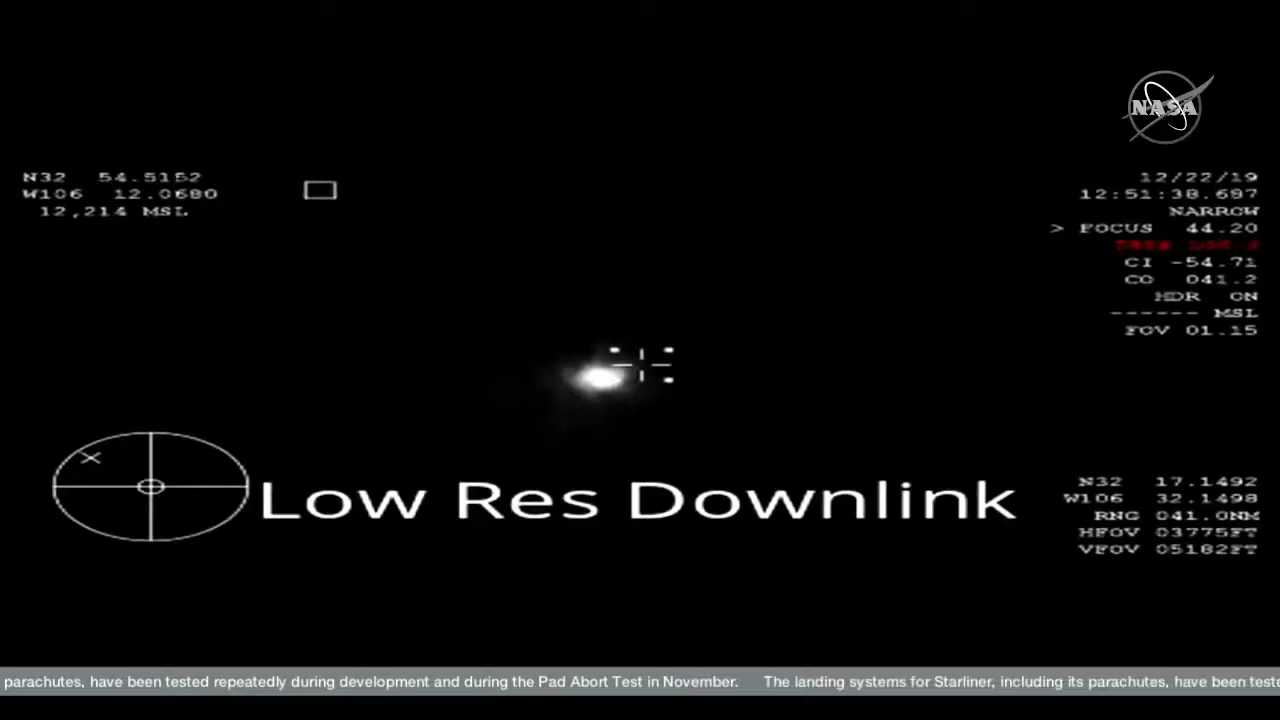 NASA
N32 54.5152
W106 12.0680
12,214 MSL
12/22/19
12:51:38.687
NARROW
> FOCUS 44.20
CI -54.71
CO 041.2
HDR ON
------ MSL
FOV 01.15
Low Res Downlink
N32 17.1492
W106 32.1498
RNG 041.0NM
HFOV 03775FT
VFOV 05182FT
parachutes, have been tested repeatedly during development and during the Pad Abort Test in November. The landing systems for Starliner, including its parachutes, have been teste